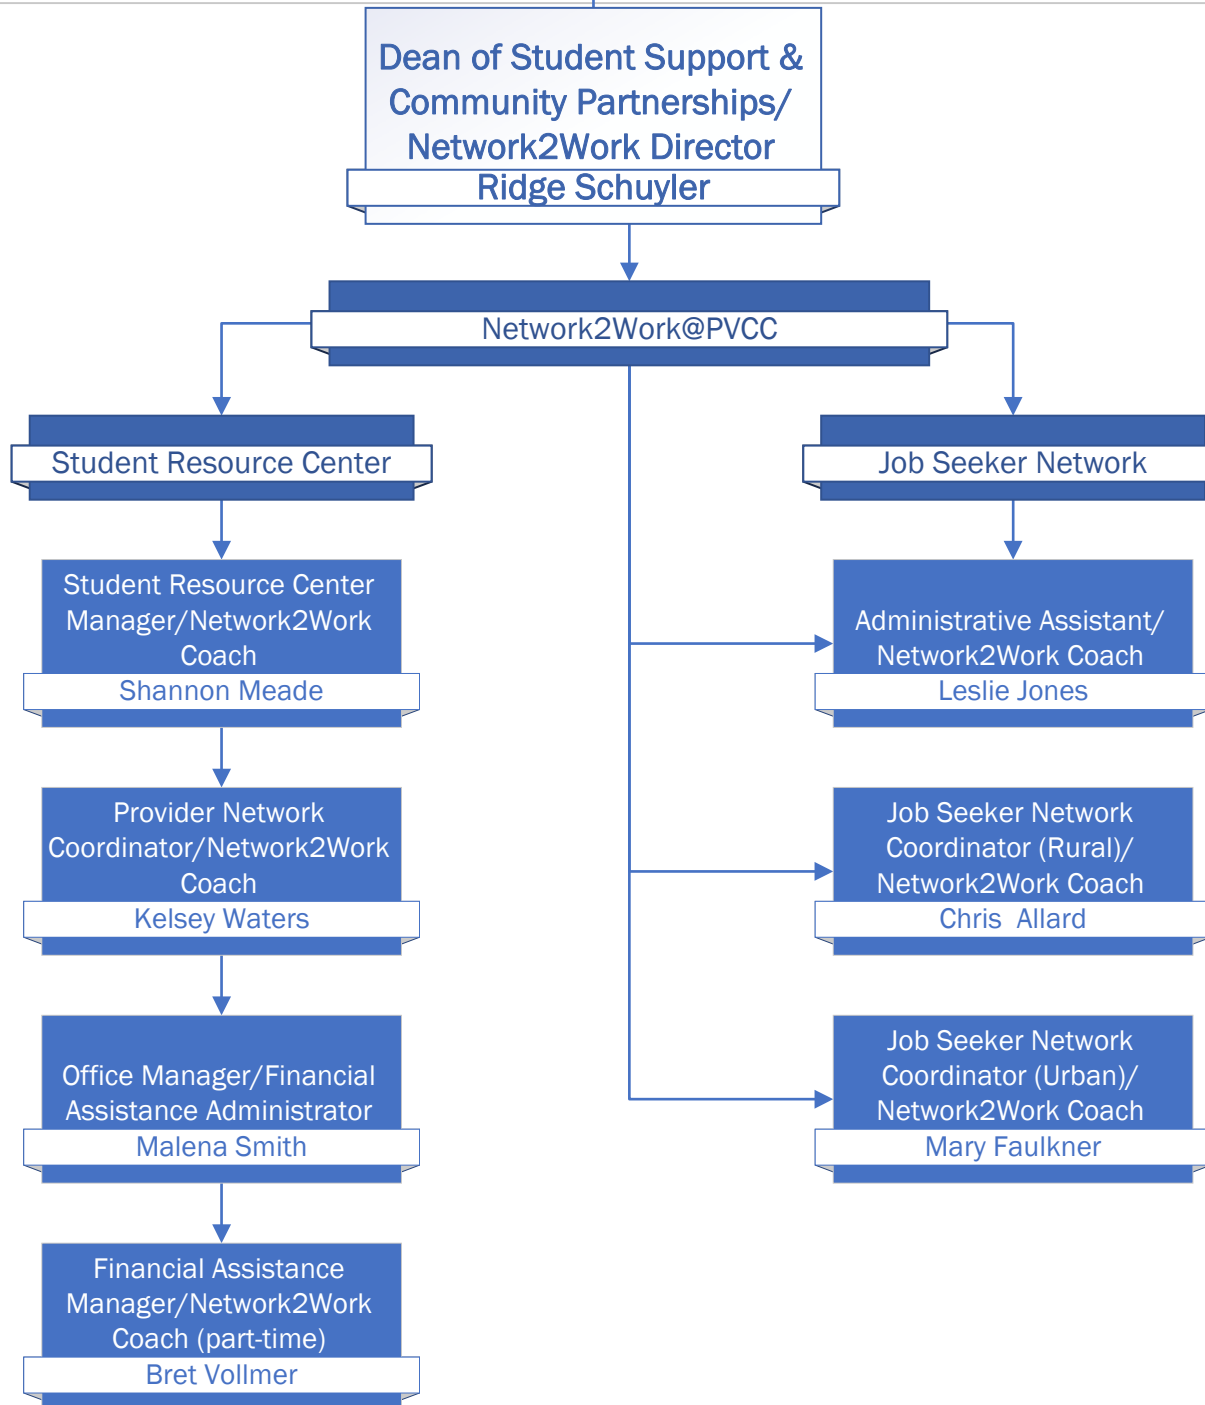 Dean of Student Support &
Community Partnerships/
Network2Work Director
Ridge Schuyler
Network2Work@PVCC
Student Resource Center
Job Seeker Network
Student Resource Center
Manager/Network2Work
Coach
Shannon Meade
Administrative Assistant/
Network2Work Coach
Leslie Jones
Provider Network
Coordinator/Network2Work
Coach
Kelsey Waters
Job Seeker Network
Coordinator (Rural)/
Network2Work Coach
Chris  Allard
Office Manager/Financial
Assistance Administrator
Malena Smith
Job Seeker Network
Coordinator (Urban)/
Network2Work Coach
Mary Faulkner
Financial Assistance
Manager/Network2Work
Coach (part-time)
Bret Vollmer